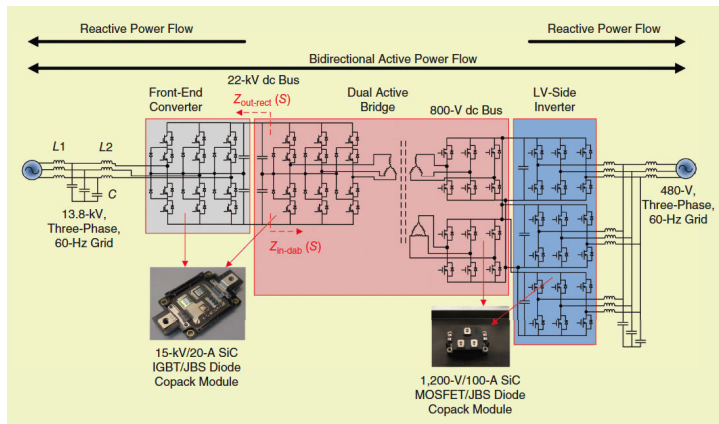 Reactive Power Flow
Reactive Power Flow
Bidirectional Active Power Flow
22-kV dc Bus
Front-End
Converter
Zout-rect (S)
Dual Active
Bridge
800-V dc Bus
LV-Side
Inverter
L1
L2
C
13.8-kV,
Three-Phase,
60-Hz Grid
480-V,
Three-Phase,
60-Hz Grid
Zin-dab (S)
15-kV/20-A SiC
IGBT/JBS Diode
Copack Module
1,200-V/100-A SiC
MOSFET/JBS Diode
Copack Module